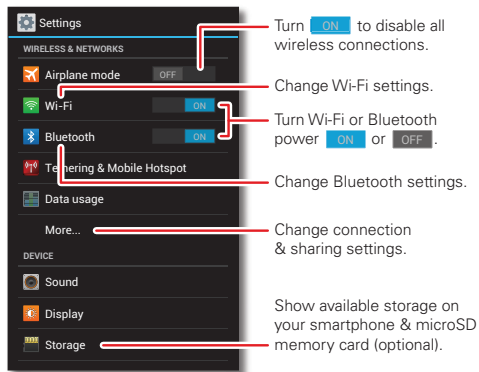 Settings
WIRELESS & NETWORKS
Airplane mode OFF
Wi-Fi ON
Bluetooth ON
Tethering & Mobile Hotspot
Data usage
More...
DEVICE
Sound
Display
Storage
Turn ON to disable all
wireless connections.
Change Wi-Fi settings.
Turn Wi-Fi or Bluetooth
power ON or OFF .
Change Bluetooth settings.
Change connection
& sharing settings.
Show available storage on
your smartphone & microSD
memory card (optional).